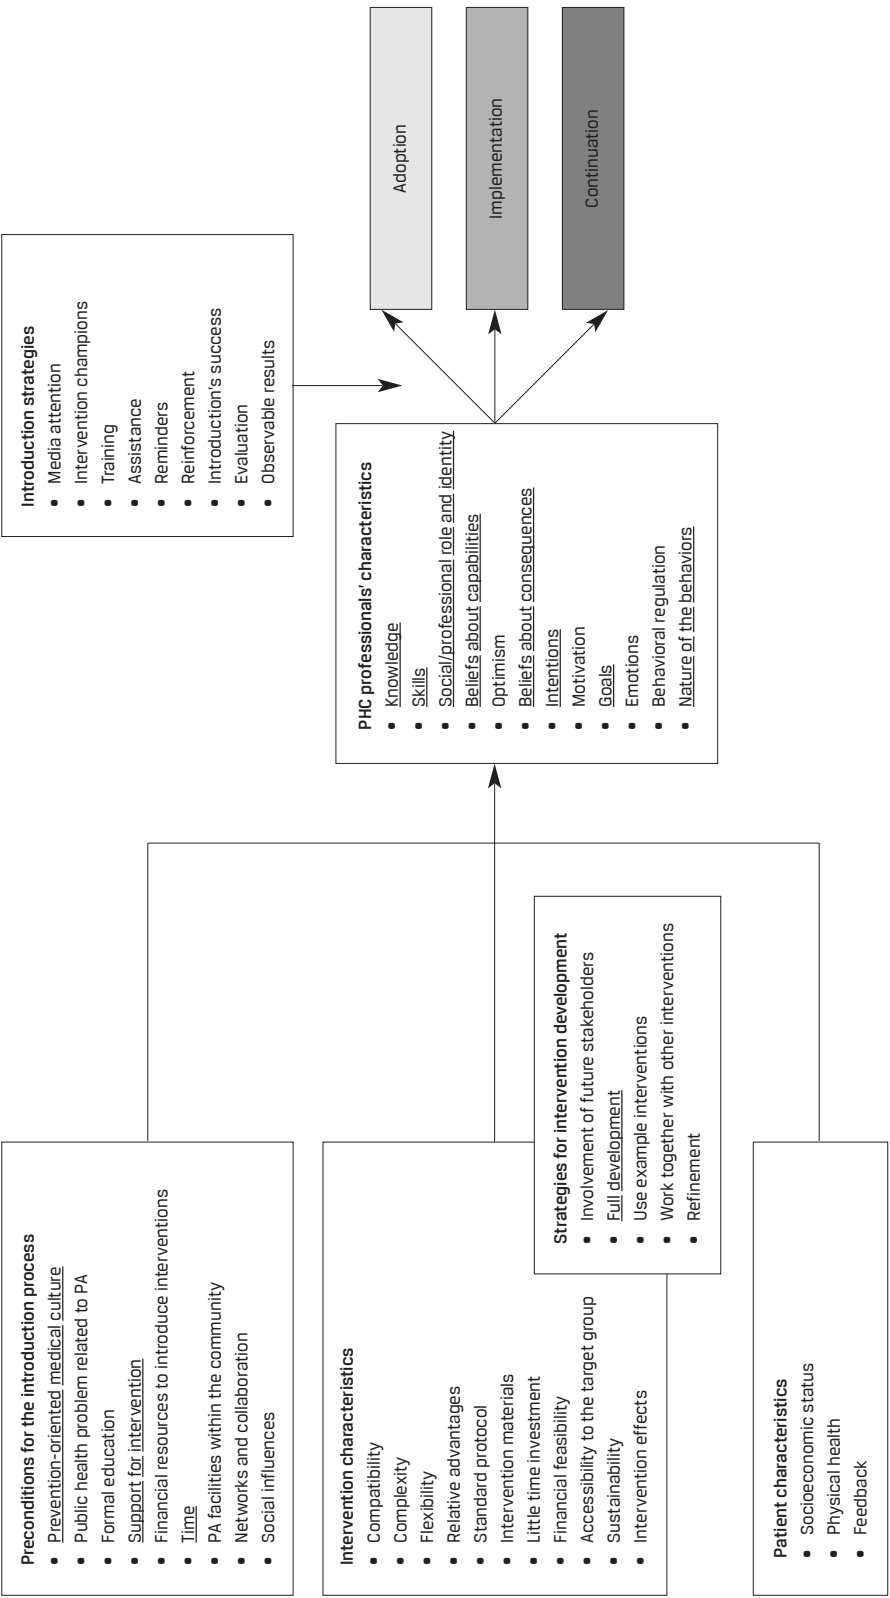 Preconditions for the introduction process
• Prevention-oriented medical culture
• Public health problem related to PA
• Formal education
• Support for intervention
• Financial resources to introduce interventions
• Time
• PA facilities within the community
• Networks and collaboration
• Social influences
Intervention characteristics
• Compatibility
• Complexity
• Flexibility
• Relative advantages
• Standard protocol
• Intervention materials
• Little time investment
• Financial feasibility
• Accessibility to the target group
• Sustainability
• Intervention effects
Strategies for intervention development
• Involvement of future stakeholders
• Full development
• Use example interventions
• Work together with other interventions
• Refinement
Patient characteristics
• Socioeconomic status
• Physical health
• Feedback
PHC professionals' characteristics
• Knowledge
• Skills
• Social/professional role and identity
• Beliefs about capabilities
• Optimism
• Beliefs about consequences
• Intentions
• Motivation
• Goals
• Emotions
• Behavioral regulation
• Nature of the behaviors
Introduction strategies
• Media attention
• Intervention champions
• Training
• Assistance
• Reminders
• Reinforcement
• Introduction's success
• Evaluation
• Observable results
Adoption
Implementation
Continuation